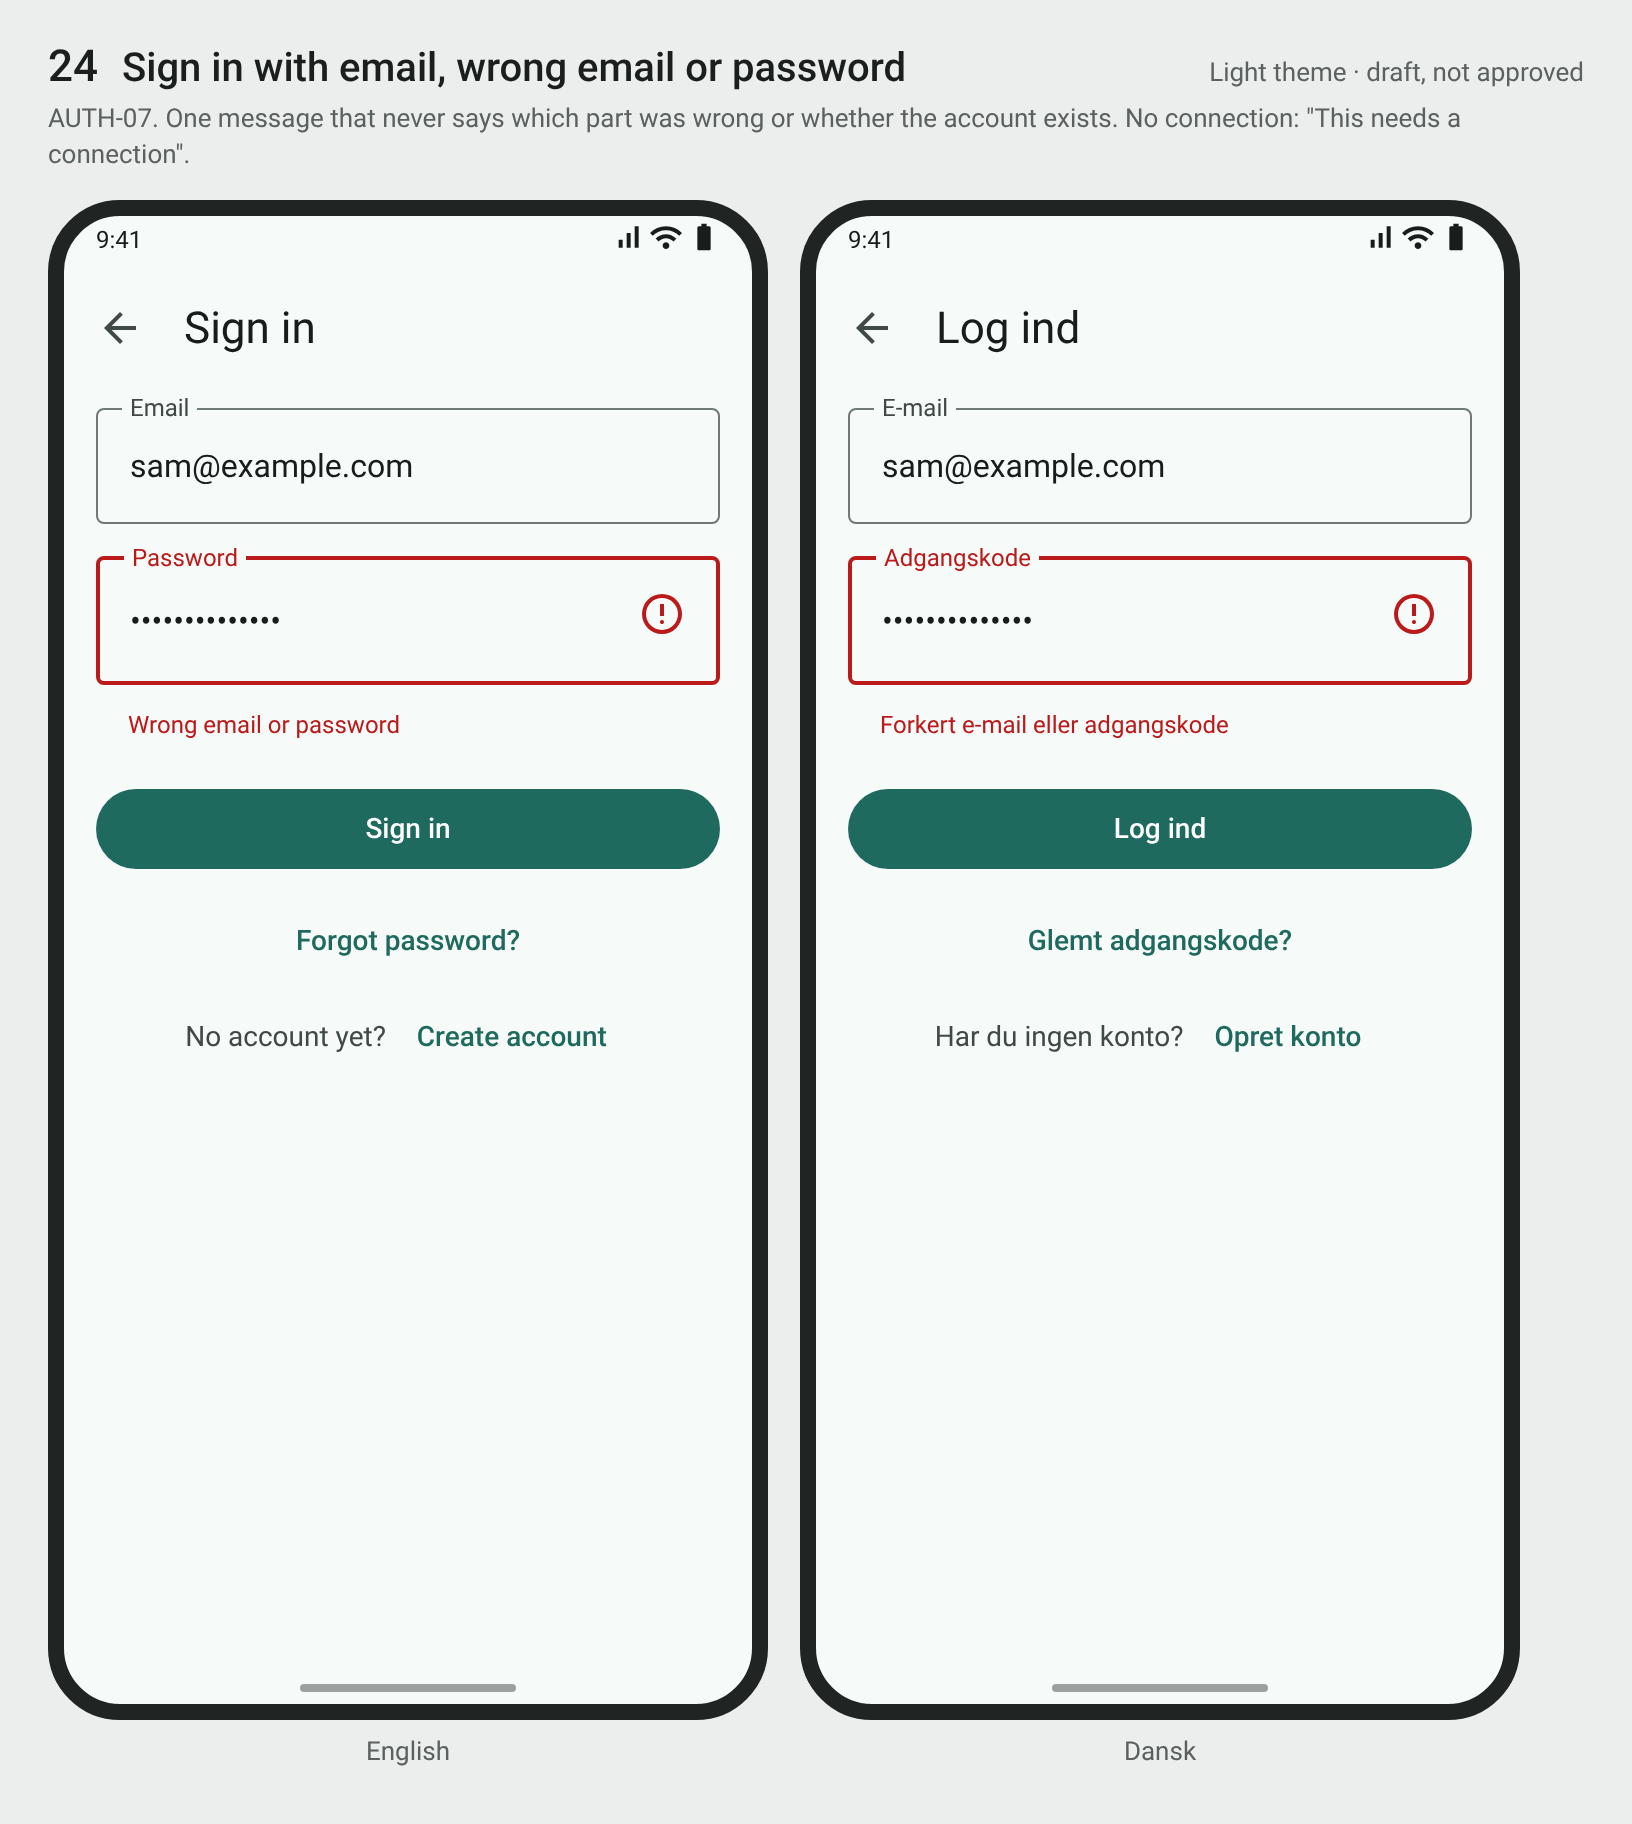 24 Sign in with email, wrong email or password
Light theme · draft, not approved
AUTH-07. One message that never says which part was wrong or whether the account exists. No connection: "This needs a
connection".
9:41
Sign in
Email
sam@example.com
Password
••••••••••••••
Wrong email or password
Sign in
Forgot password?
No account yet? Create account
English
9:41
Log ind
E-mail
sam@example.com
Adgangskode
••••••••••••••
Forkert e-mail eller adgangskode
Log ind
Glemt adgangskode?
Har du ingen konto? Opret konto
Dansk